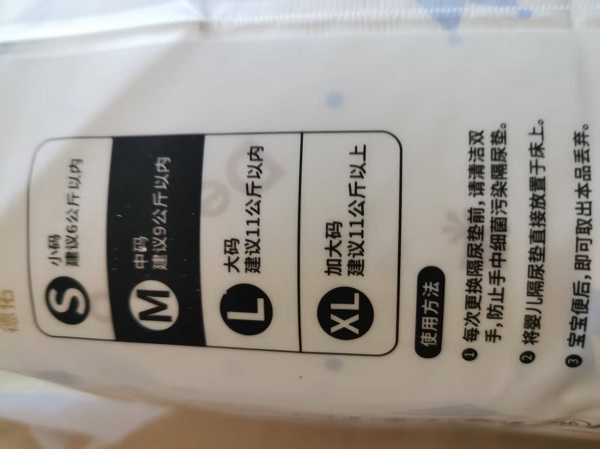 德佑
S
小码
建议6公斤以内
M
中码
建议9公斤以内
L
大码
建议11公斤以内
XL
加大码
建议11公斤以上
使用方法
1 每次更换隔尿垫前,请清洁双
手,防止手中细菌污染隔尿垫。
2 将婴儿隔尿垫直接放置于床上。
3 宝宝便后,即可取出本品丢弃。